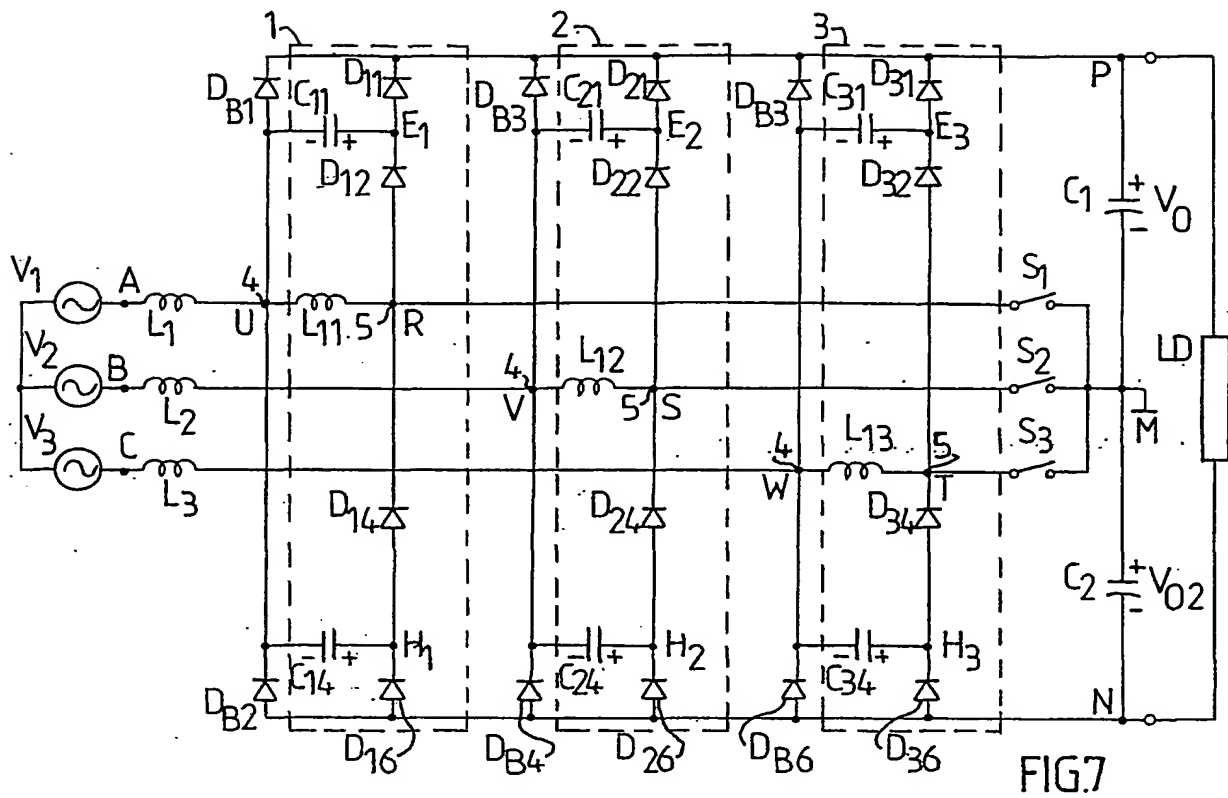 1 2 3
DB1 C11 D11 DB3 C21 D21 DB3 C31 D31 P
- + E1 - + E2 - + E3
D12 D22 D32 C1 + VO -
V1 A 4 S1
L1 U L11 5 R LD
V2 B 4 L12 S2
L2 V 5 S M
V3 C 4 L13 5 S3
L3 W T
D14 D24 D34
C2 + VO2 -
- + H1 - + H2 - + H3
C14 C24 C34
DB2 N
D16 DB4 D26 DB6 D36
FIG.7